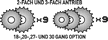 2-FACH UND 3-FACH ANTRIEB
x9 x9
18-,20-,27- UND 30 GANG OPTION